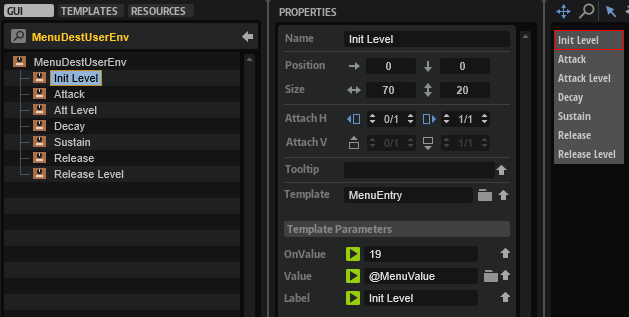 GUI TEMPLATES RESOURCES
MenuDestUserEnv
MenuDestUserEnv
Init Level
Attack
Att Level
Decay
Sustain
Release
Release Level
PROPERTIES
Name Init Level
Position 0 0
Size 70 20
Attach H 0/1 1/1
Attach V 0/1 1/1
Tooltip
Template MenuEntry
Template Parameters
OnValue 19
Value @MenuValue
Label Init Level
Init Level
Attack
Attack Level
Decay
Sustain
Release
Release Level